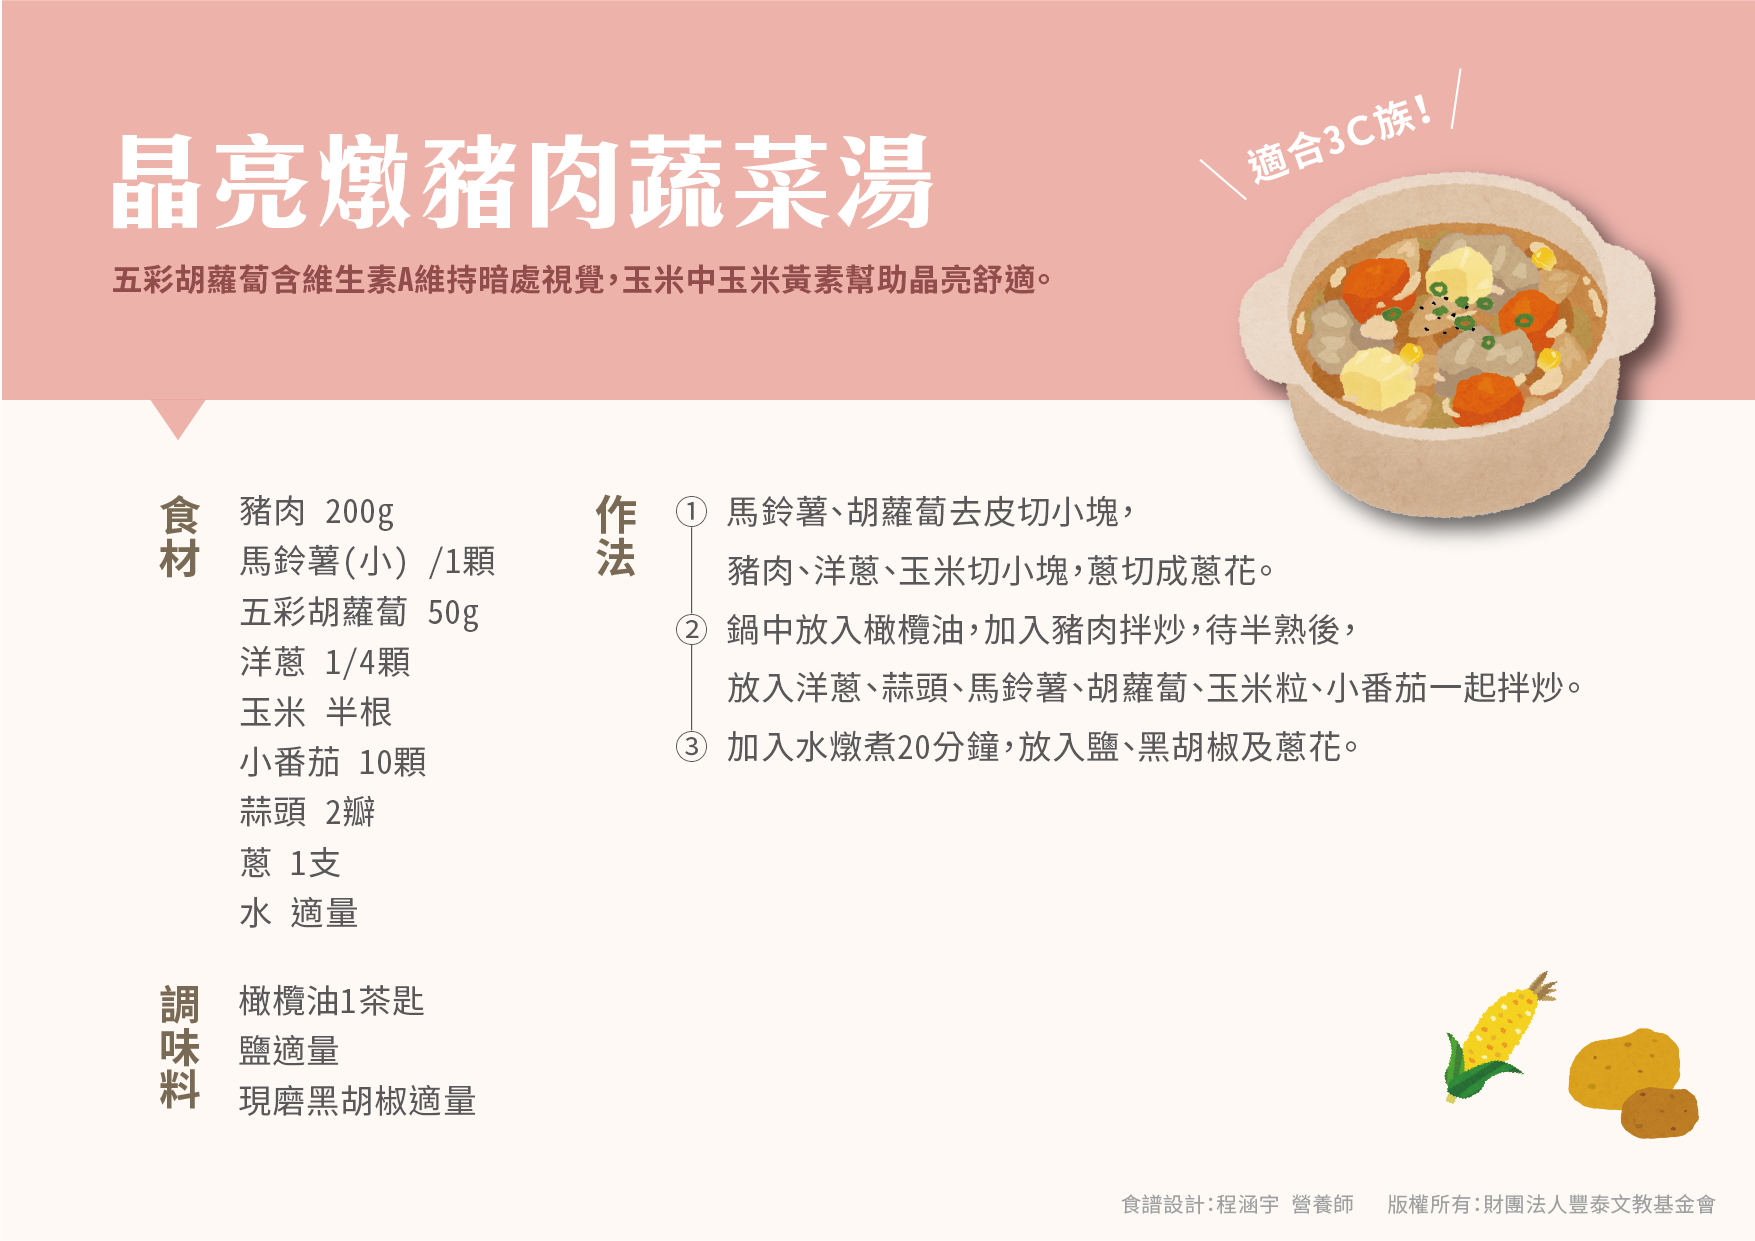 晶亮燉豬肉蔬菜湯
適合3C族!
五彩胡蘿蔔含維生素A維持暗處視覺，玉米中玉米黃素幫助晶亮舒適。
食材
豬肉 200g
馬鈴薯(小) /1顆
五彩胡蘿蔔 50g
洋蔥 1/4顆
玉米 半根
小番茄 10顆
蒜頭 2瓣
蔥 1支
水 適量
調味料
橄欖油1茶匙
鹽適量
現磨黑胡椒適量
作法
① 馬鈴薯、胡蘿蔔去皮切小塊，
豬肉、洋蔥、玉米切小塊，蔥切成蔥花。
② 鍋中放入橄欖油，加入豬肉拌炒，待半熟後，
放入洋蔥、蒜頭、馬鈴薯、胡蘿蔔、玉米粒、小番茄一起拌炒。
③ 加入水燉煮20分鐘，放入鹽、黑胡椒及蔥花。
食譜設計：程涵宇 營養師 版權所有：財團法人豐泰文教基金會